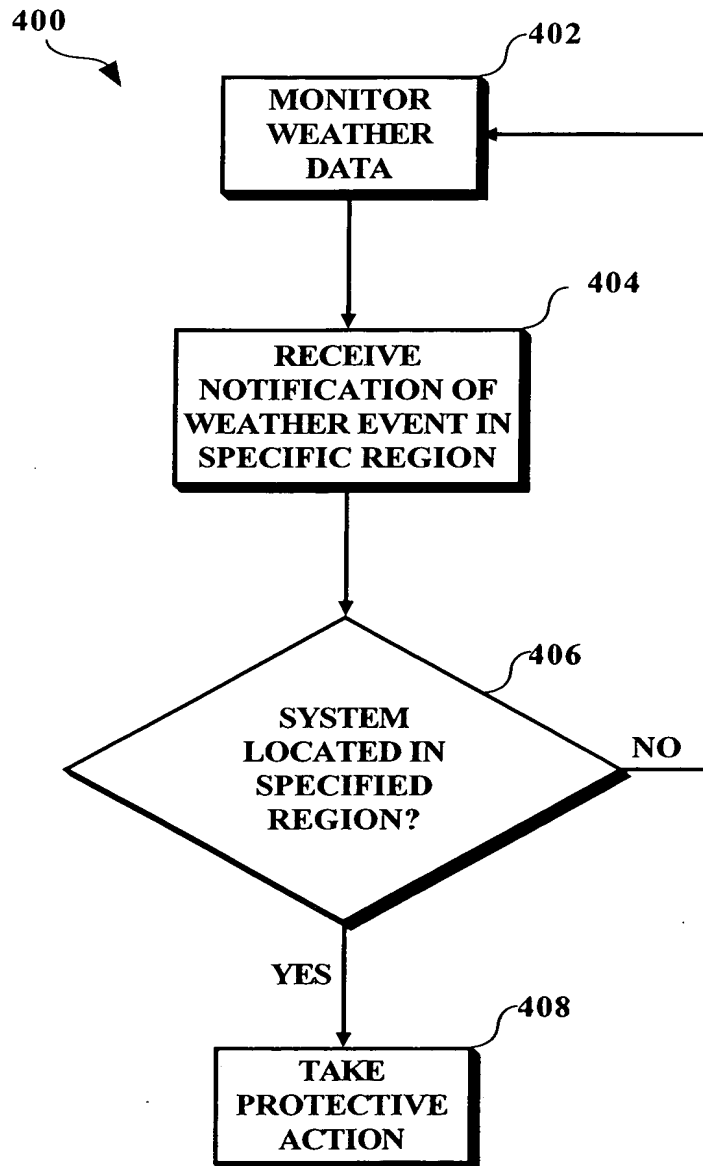 400
402
MONITOR
WEATHER
DATA
404
RECEIVE
NOTIFICATION OF
WEATHER EVENT IN
SPECIFIC REGION
406
SYSTEM
LOCATED IN
SPECIFIED
REGION?
NO
YES
408
TAKE
PROTECTIVE
ACTION